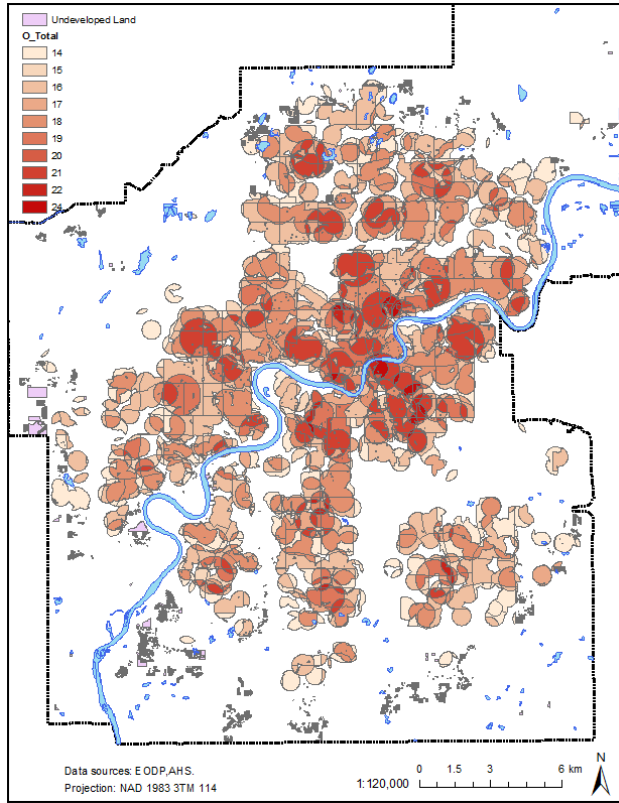 Undeveloped Land
O_Total
14
15
16
17
18
19
20
21
22
24
Data sources: EODP,AHS.
Projection: NAD 1983 3TM 114
1:120,000
0 1.5 3 6 km
N